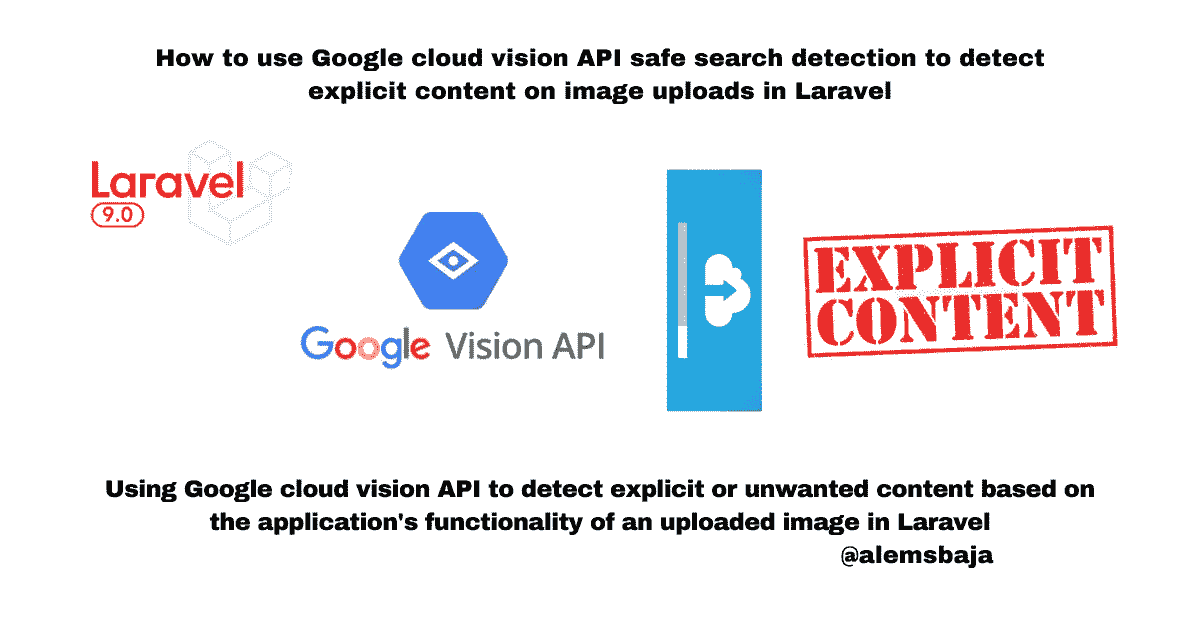 How to use Google cloud vision API safe search detection to detect
explicit content on image uploads in Laravel
Laravel
9.0
Google Vision API
EXPLICIT
CONTENT
Using Google cloud vision API to detect explicit or unwanted content based on
the application's functionality of an uploaded image in Laravel
@alemsbaja